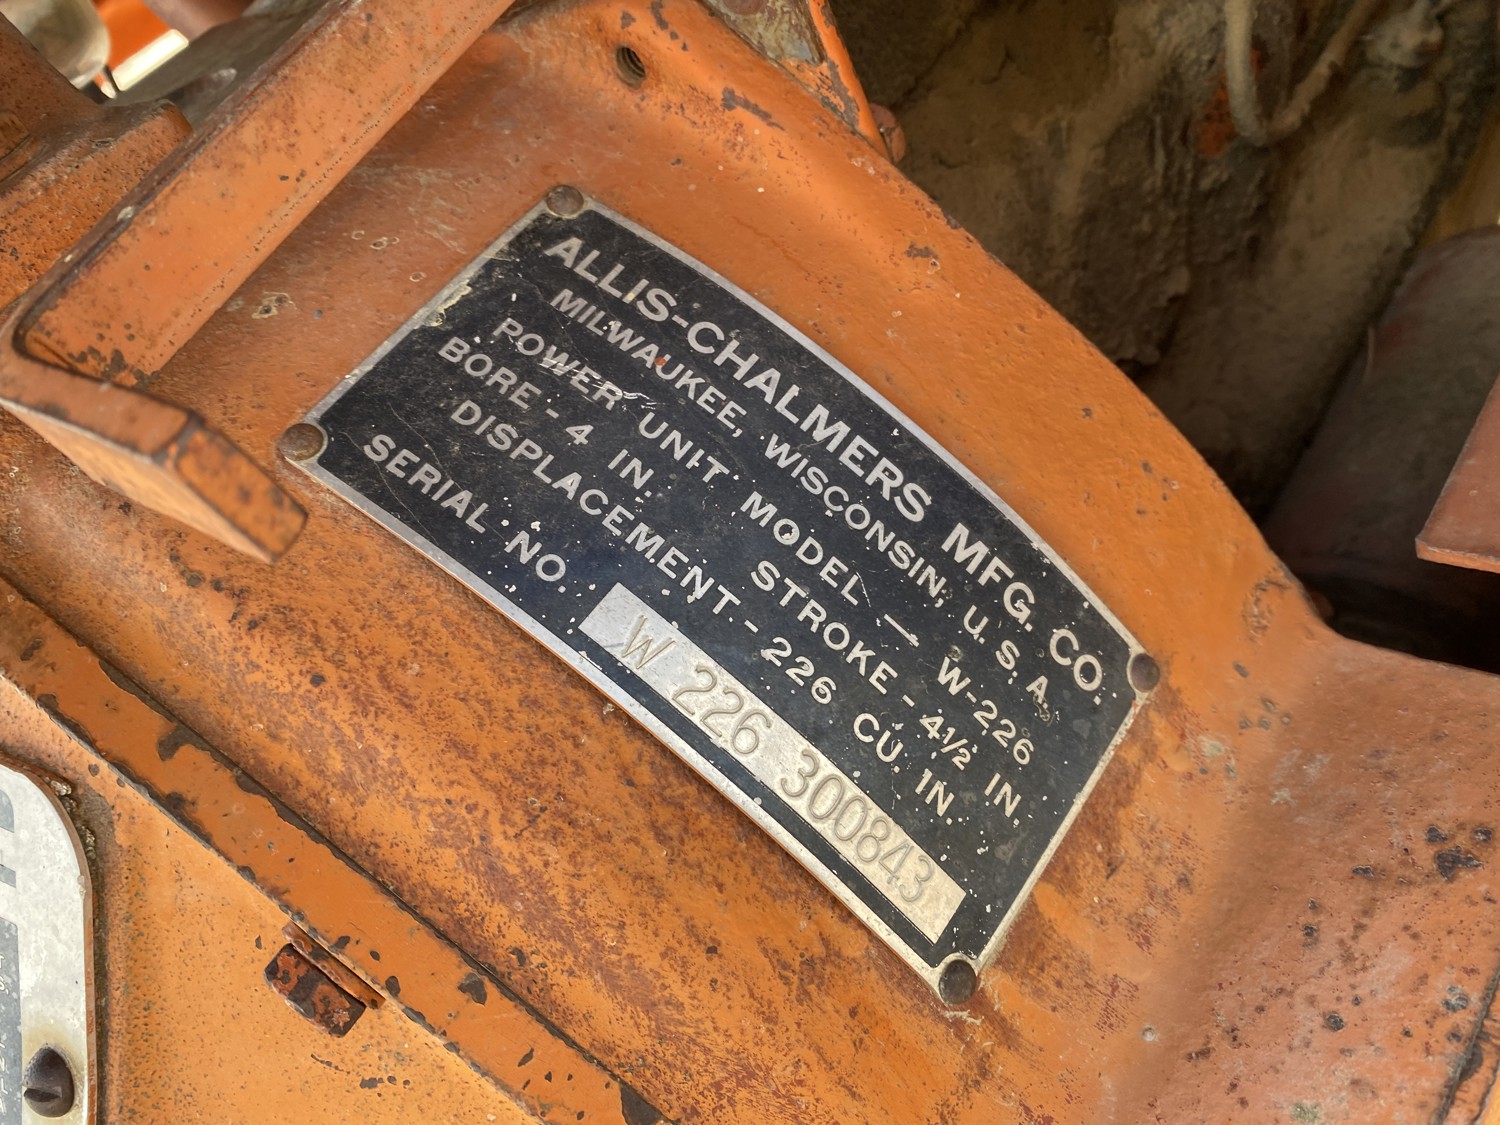 ALLIS-CHALMERS MFG. CO.
MILWAUKEE, WISCONSIN, U. S. A.
POWER UNIT MODEL — W-226
BORE - 4 IN. STROKE - 4½ IN.
DISPLACEMENT - 226 CU. IN.
SERIAL NO. W 226 300843